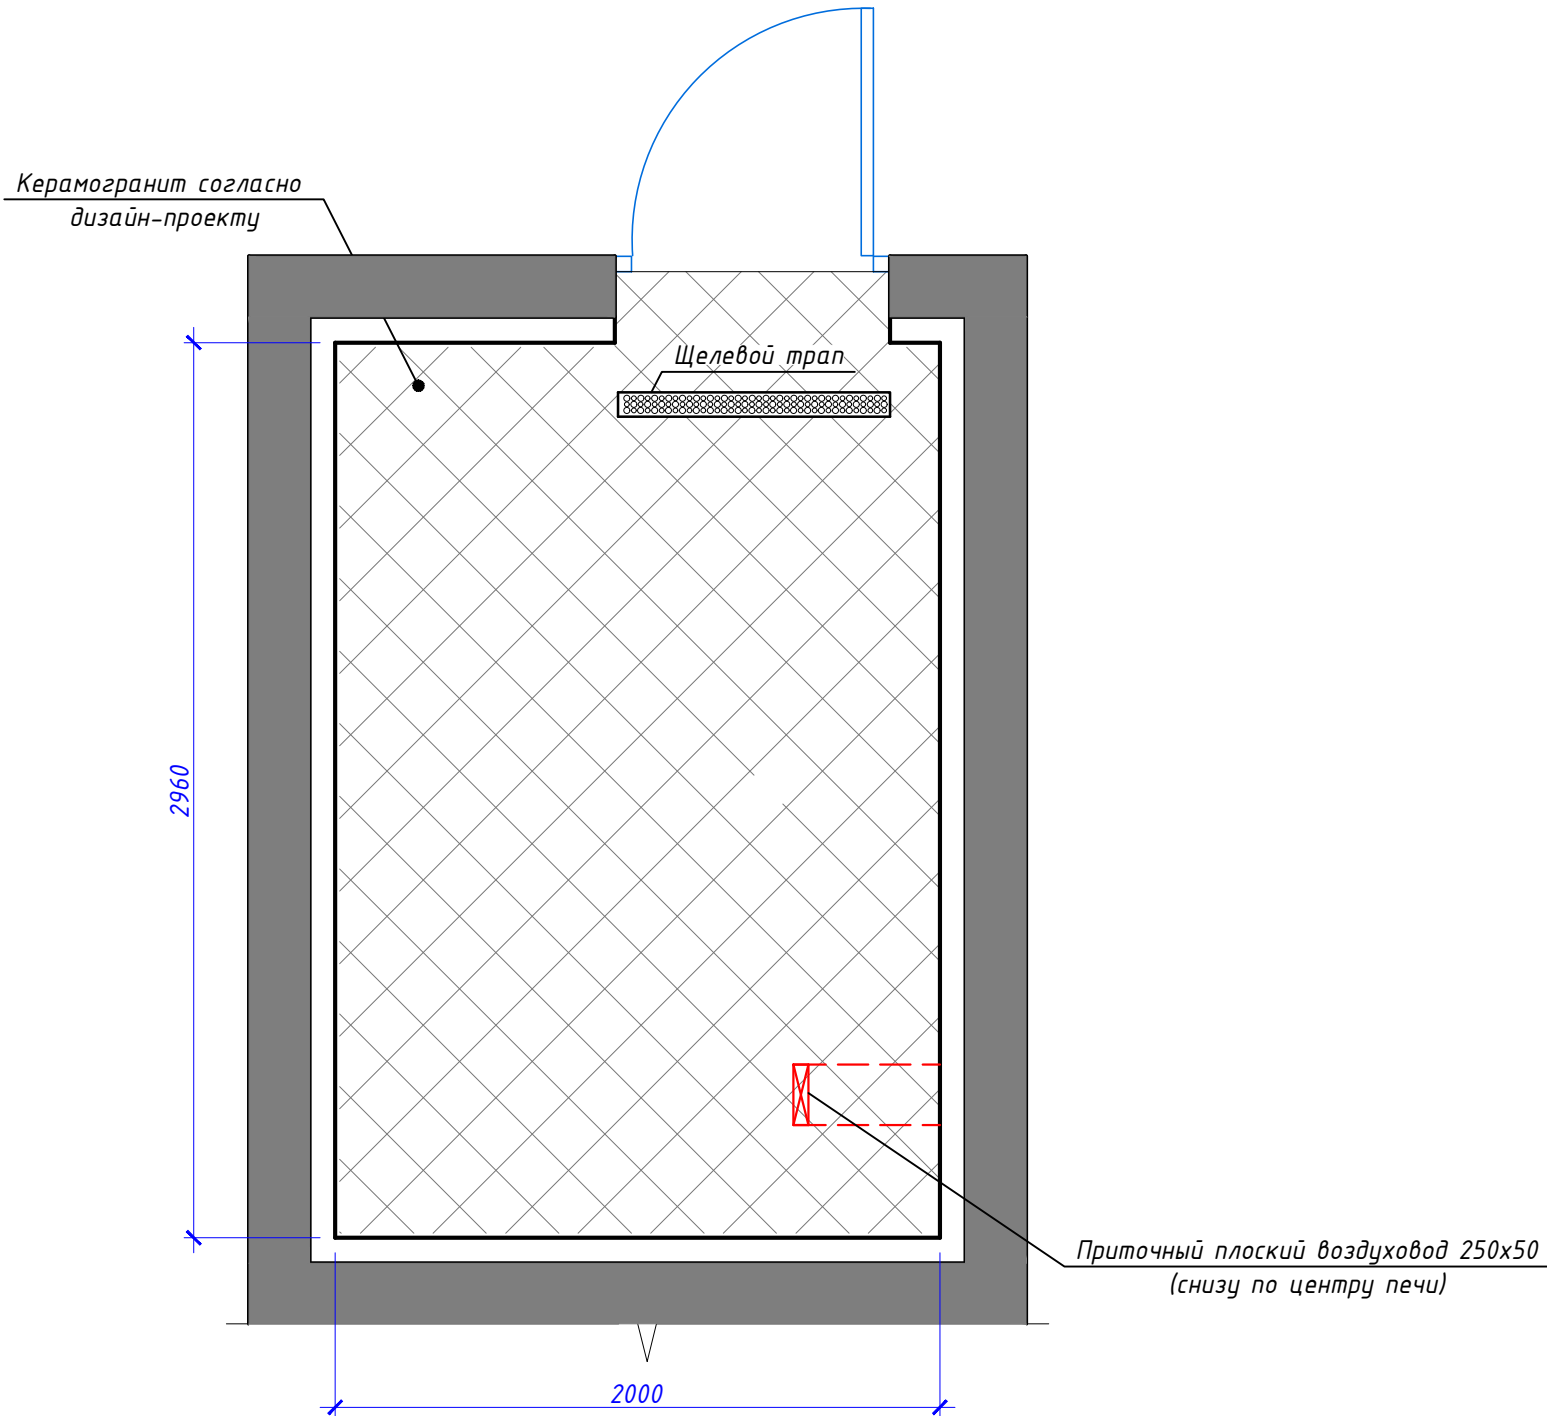 Керамогранит согласно
дизайн-проекту
Щелевой трап
2960
Приточный плоский воздуховод 250х50
(снизу по центру печи)
2000